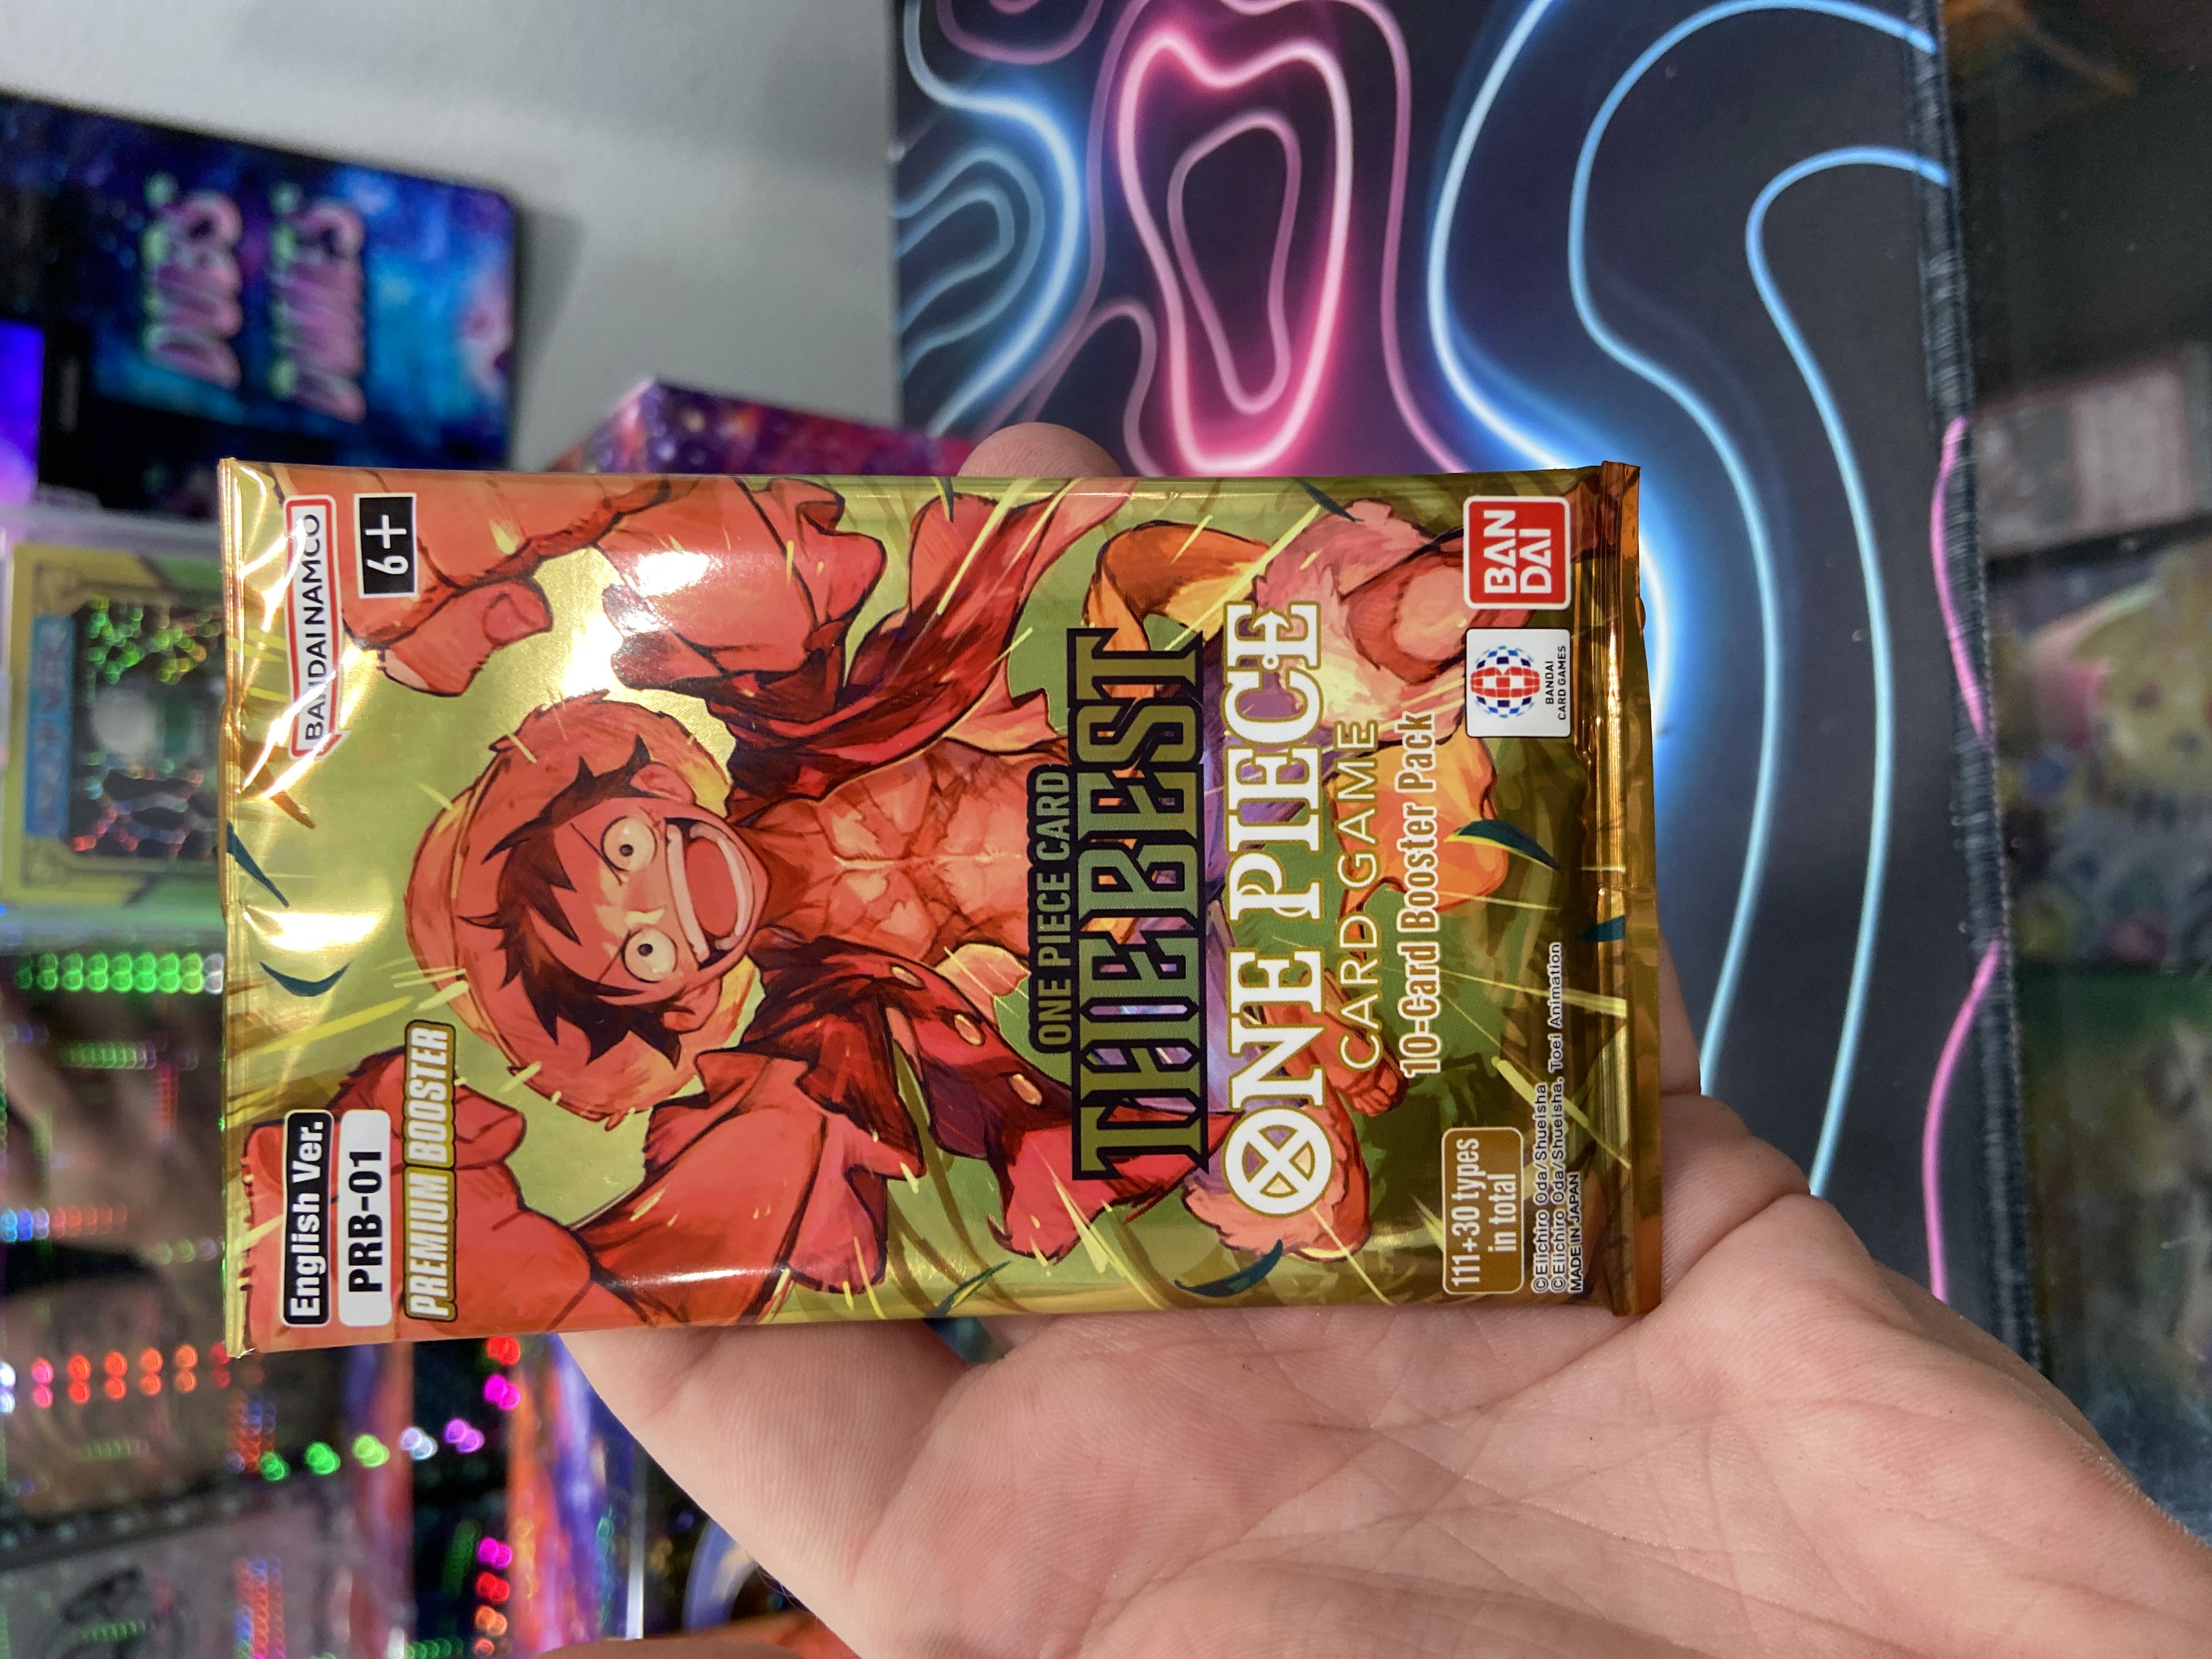 English Ver.
PRB-01
PREMIUM BOOSTER
BANDAI NAMCO
6+
ONE PIECE CARD
THE BEST
ONE PIECE
CARD GAME
10-Card Booster Pack
111+30 types
in total
©Eiichiro Oda/Shueisha
©Eiichiro Oda/Shueisha, Toei Animation
MADE IN JAPAN
BANDAI
CARD GAMES
BAN
DAI